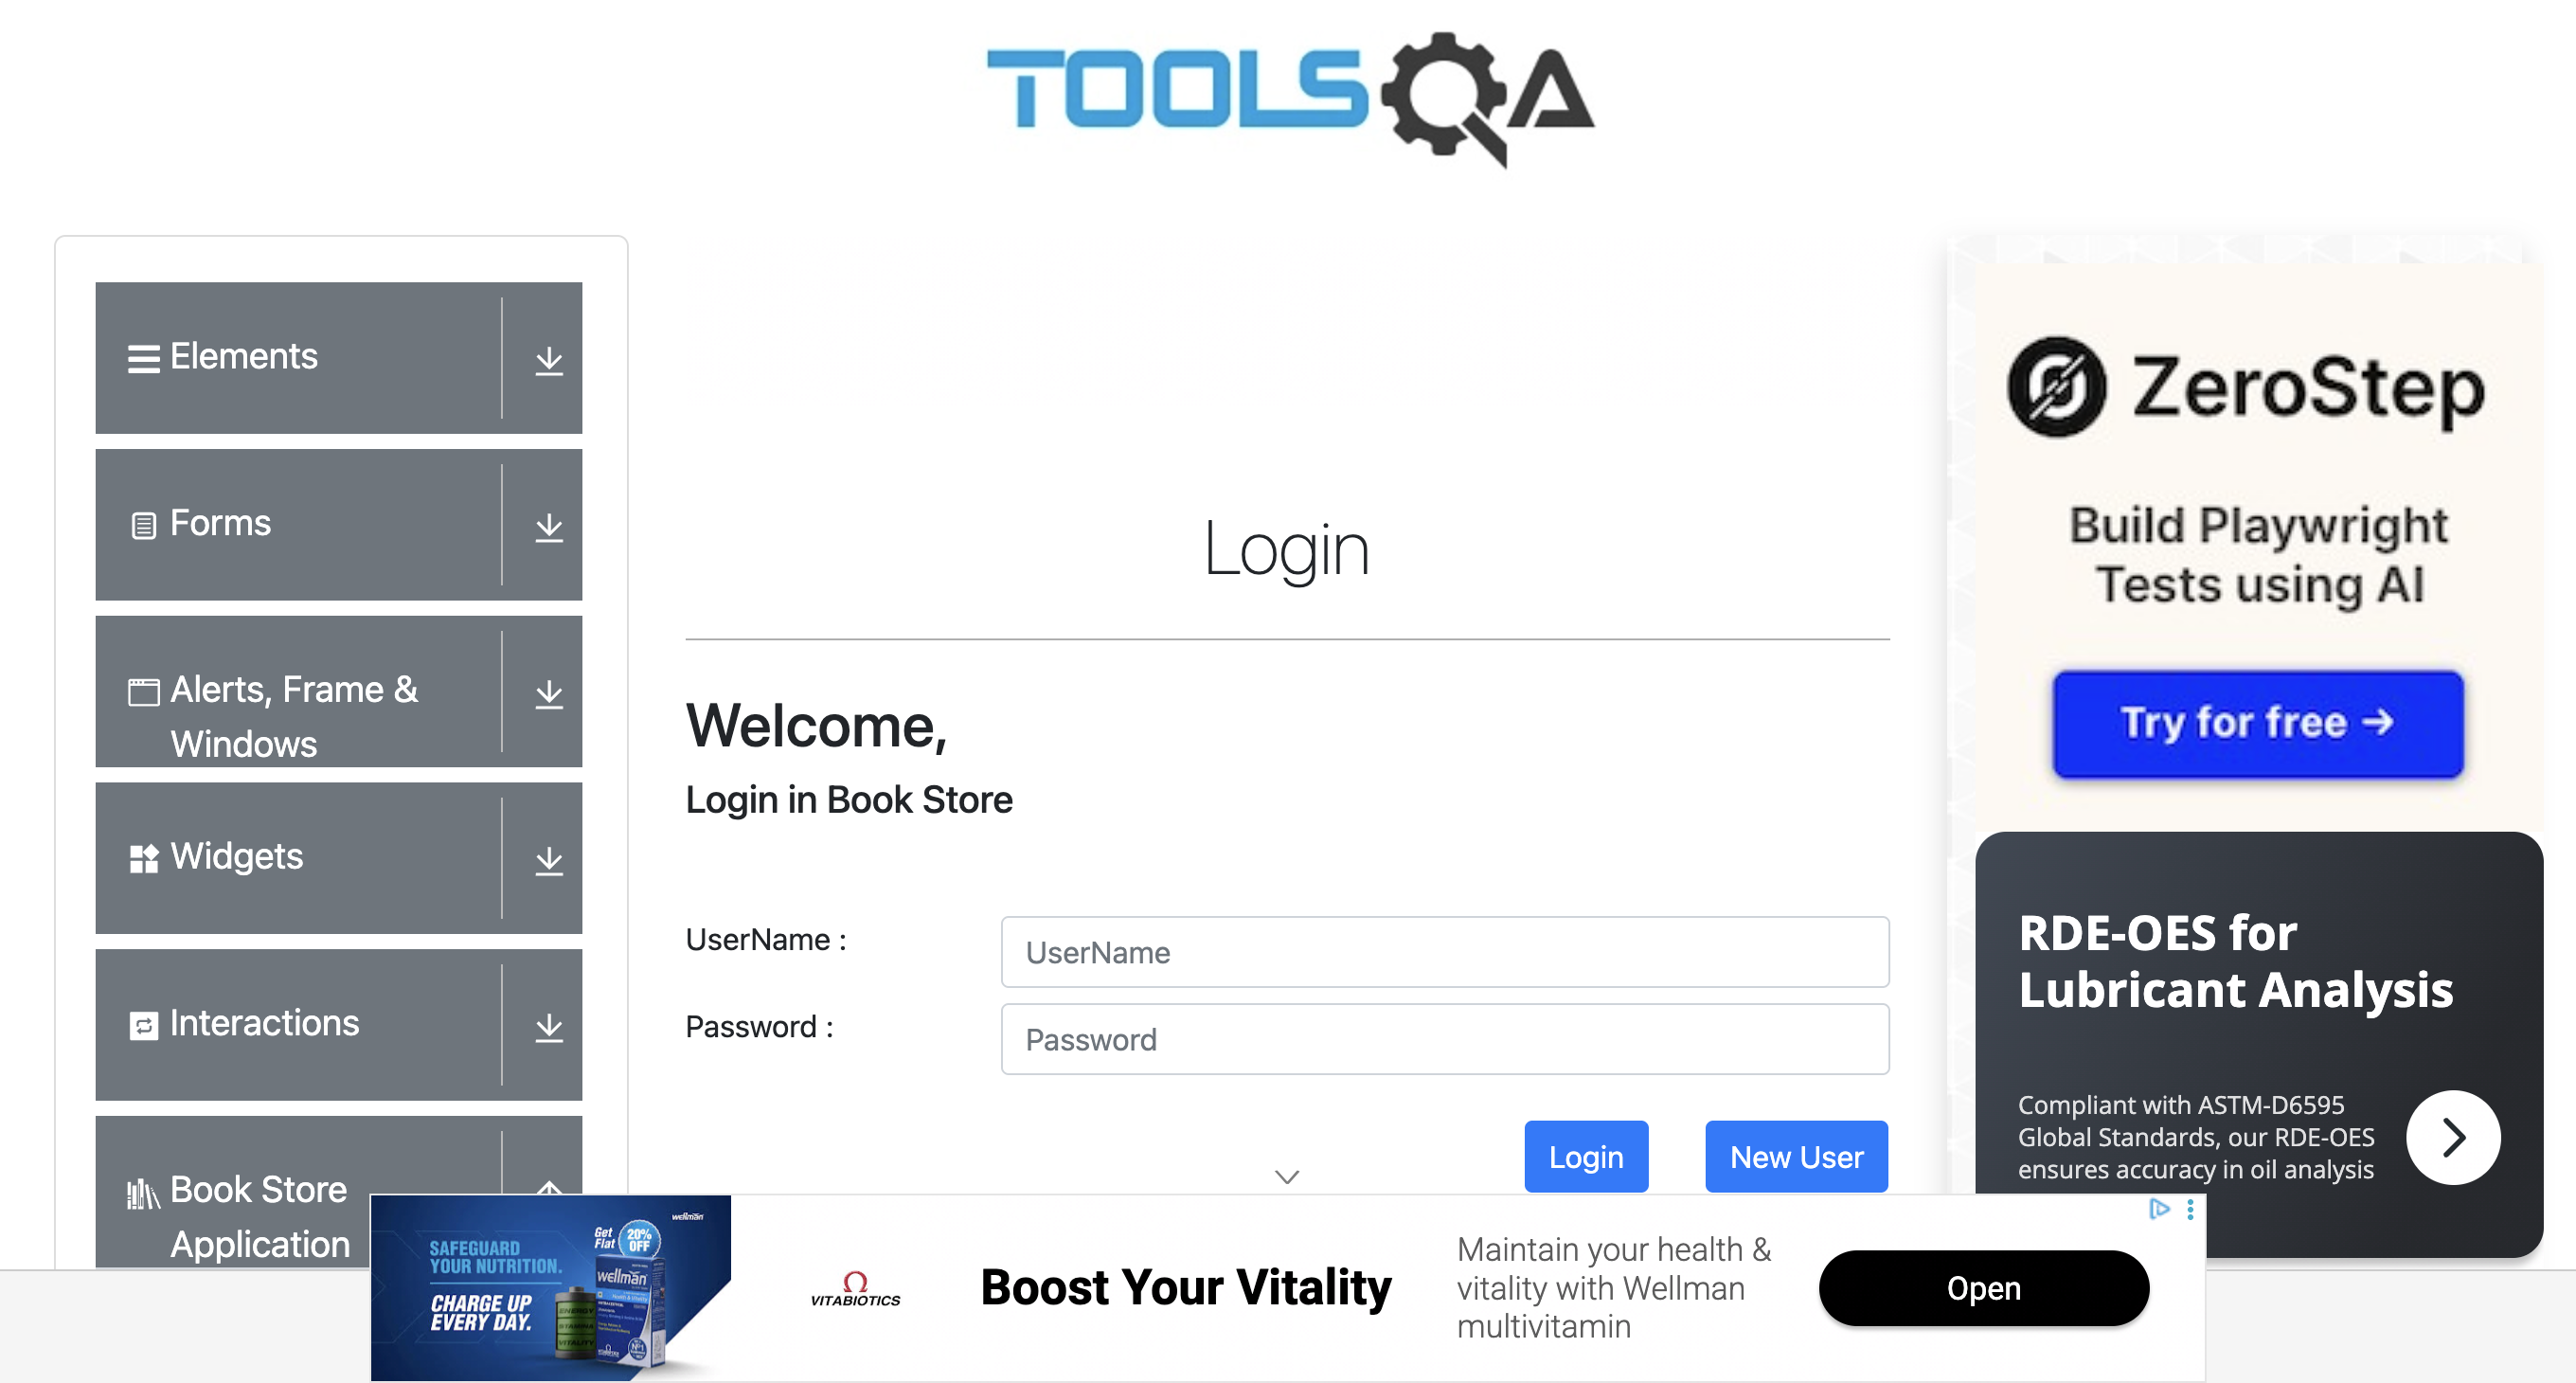 TOOLSQA
Elements
Forms
Alerts, Frame &
Windows
Widgets
Interactions
Book Store
Application
Login
Welcome,
Login in Book Store
UserName :
UserName
Password :
Password
Login
New User
ZeroStep
Build Playwright
Tests using AI
Try for free →
RDE-OES for
Lubricant Analysis
Compliant with ASTM-D6595
Global Standards, our RDE-OES
ensures accuracy in oil analysis
wellman
Get
Flat
20%
OFF
SAFEGUARD
YOUR NUTRITION.
CHARGE UP
EVERY DAY.
ENERGY
STAMINA
VITALITY
wellman
VITABIOTICS
Boost Your Vitality
Maintain your health &
vitality with Wellman
multivitamin
Open